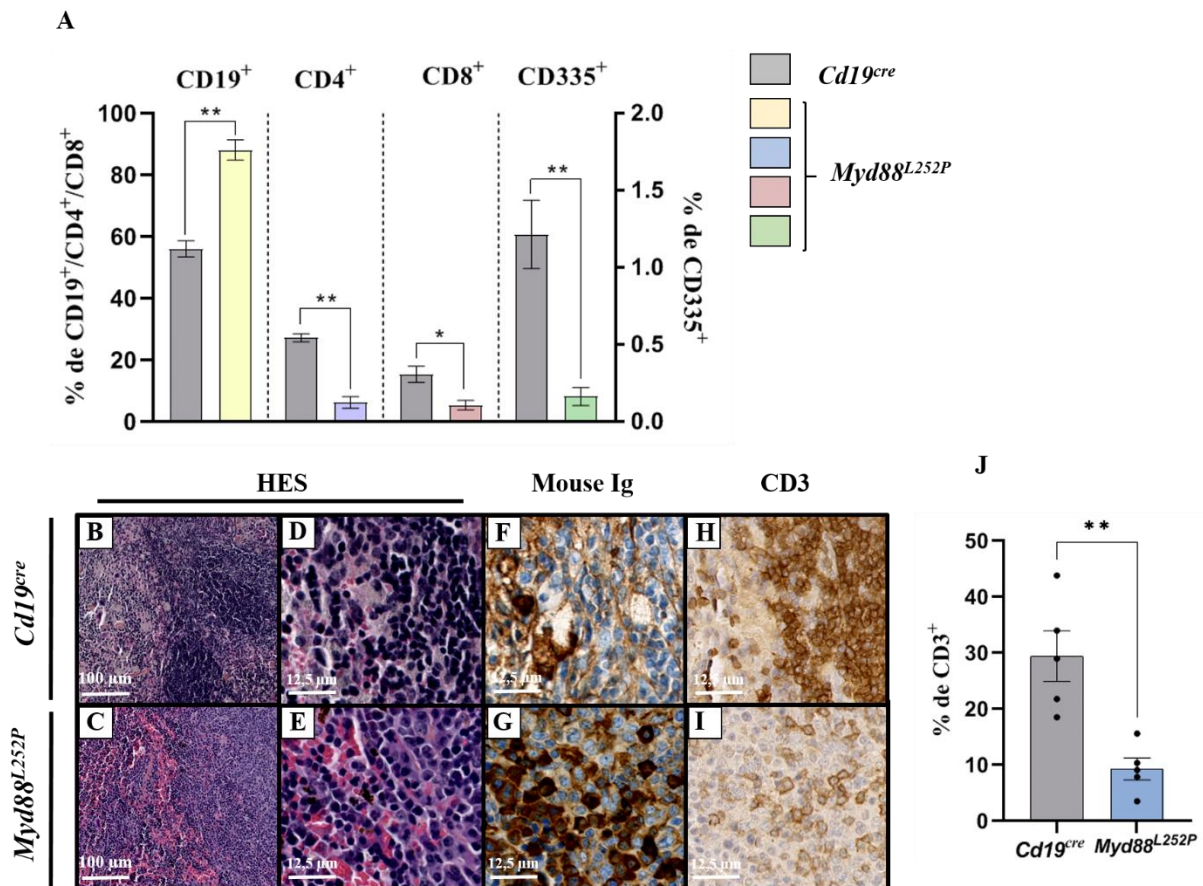 A
CD19⁺ CD4⁺ CD8⁺ CD335⁺
% de CD19⁺/CD4⁺/CD8⁺
100
80
60
40
20
0
** ** * **
2.0
1.5
1.0
0.5
0.0
% de CD335⁺
Cd19ᶜʳᵉ
Myd88ᴸ²⁵²ᴾ
HES Mouse Ig CD3
Cd19ᶜʳᵉ
B D F H
100 µm 12,5 µm 12,5 µm 12,5 µm
Myd88ᴸ²⁵²ᴾ
C E G I
100 µm 12,5 µm 12,5 µm 12,5 µm
J
**
% de CD3⁺
50
40
30
20
10
0
Cd19ᶜʳᵉ Myd88ᴸ²⁵²ᴾ